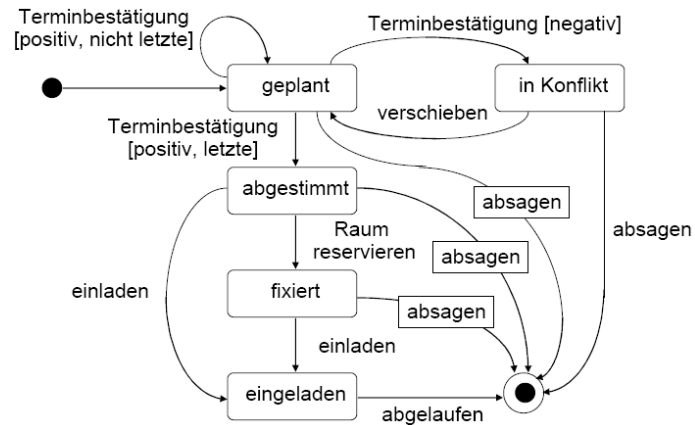 Terminbestätigung
[positiv, nicht letzte]
Terminbestätigung [negativ]
geplant
in Konflikt
verschieben
Terminbestätigung
[positiv, letzte]
abgestimmt
absagen
absagen
Raum
reservieren
absagen
einladen
fixiert
absagen
einladen
eingeladen
abgelaufen